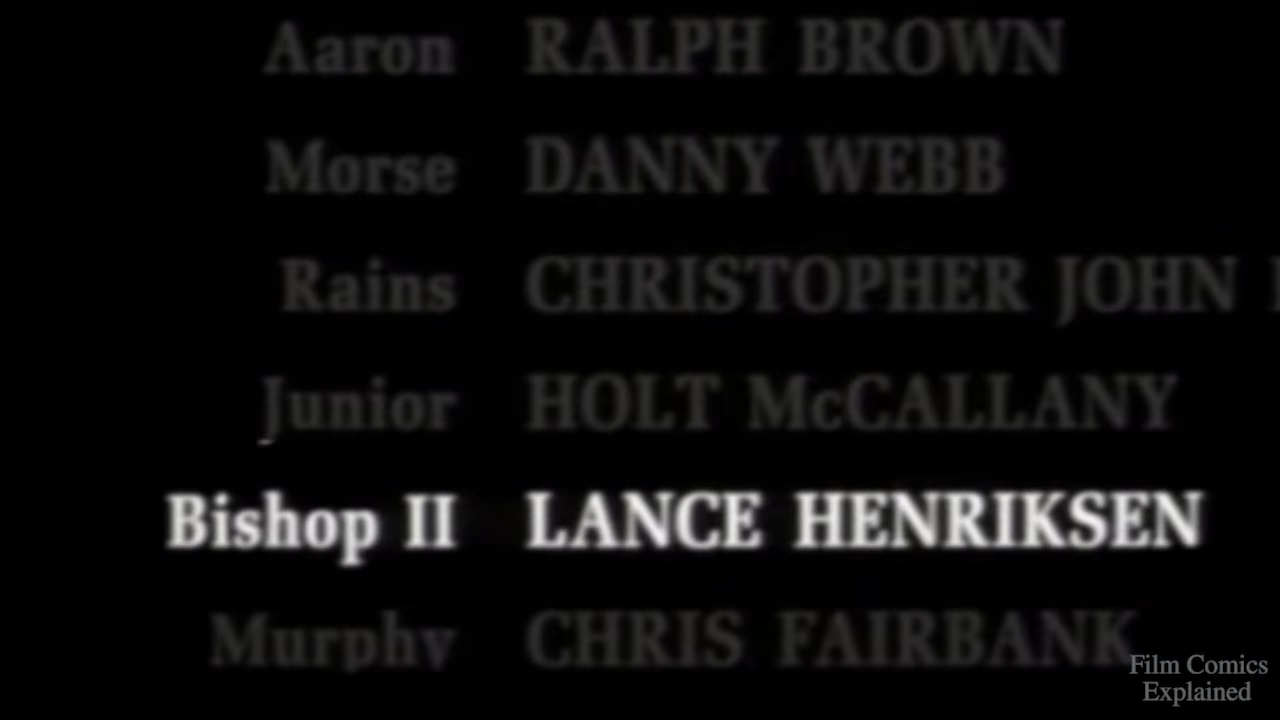 Aaron RALPH BROWN
Morse DANNY WEBB
Rains CHRISTOPHER JOHN
Junior HOLT McCALLANY
Bishop II LANCE HENRIKSEN
Murphy CHRIS FAIRBANK
Film Comics
Explained